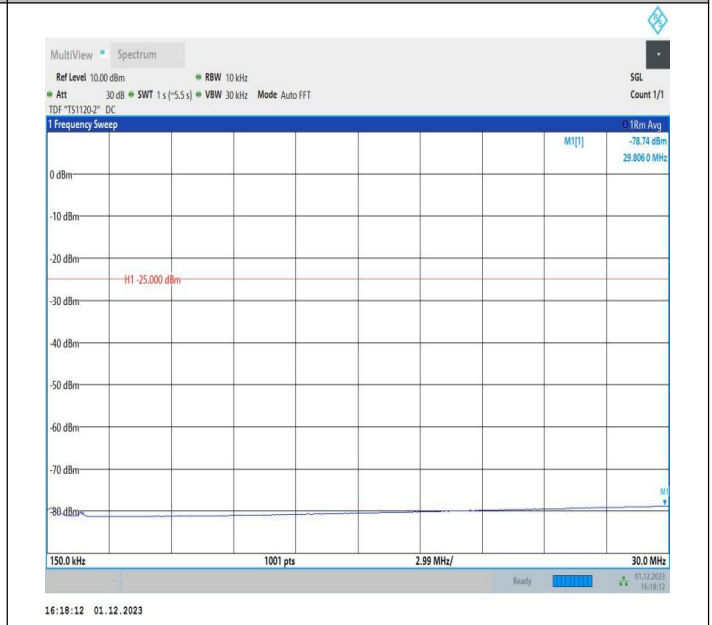 R S
MultiView Spectrum
Ref Level 10.00 dBm RBW 10 kHz SGL
Att 30 dB SWT 1 s (~5.5 s) VBW 30 kHz Mode Auto FFT Count 1/1
TDF "TS1120-2" DC
1 Frequency Sweep 1Rm Avg
M1[1] -78.74 dBm
29.806 0 MHz
0 dBm
-10 dBm
-20 dBm
H1 -25.000 dBm
-30 dBm
-40 dBm
-50 dBm
-60 dBm
-70 dBm
M1
-80 dBm
150.0 kHz 1001 pts 2.99 MHz/ 30.0 MHz
Ready 01.12.2023
16:18:12
16:18:12 01.12.2023